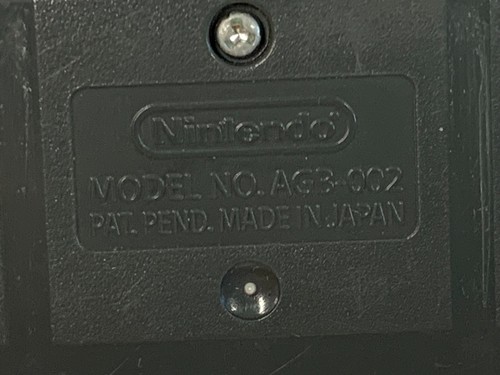 Nintendo
MODEL NO. AGB-002
PAT. PEND. MADE IN JAPAN